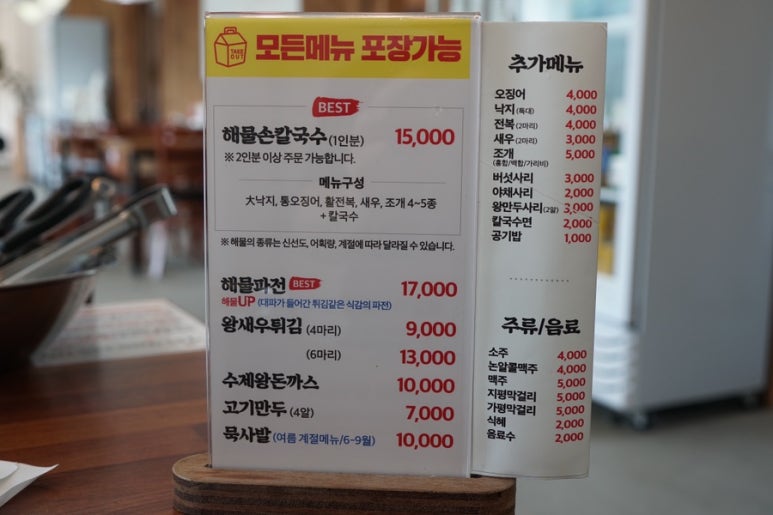 TAKE OUT
모든메뉴 포장가능
BEST
해물손칼국수 (1인분) 15,000
※ 2인분 이상 주문 가능합니다.
메뉴구성
大낙지, 통오징어, 활전복, 새우, 조개 4~5종
+ 칼국수
※ 해물의 종류는 신선도, 어획량, 계절에 따라 달라질 수 있습니다.
해물파전 BEST 17,000
해물UP (대파가 들어간 튀김같은 식감의 파전)
왕새우튀김 (4마리) 9,000
(6마리) 13,000
수제왕돈까스 10,000
고기만두 (4알) 7,000
묵사발 (여름 계절메뉴/6~9월) 10,000
추가메뉴
오징어 4,000
낙지 (특대) 4,000
전복 (2마리) 4,000
새우 (2마리) 3,000
조개 5,000
(홍합/백합/가리비)
버섯사리 3,000
야채사리 2,000
왕만두사리 (2알) 3,000
칼국수면 2,000
공기밥 1,000
주류/음료
소주 4,000
논알콜맥주 4,000
맥주 5,000
지평막걸리 5,000
가평막걸리 5,000
식혜 2,000
음료수 2,000